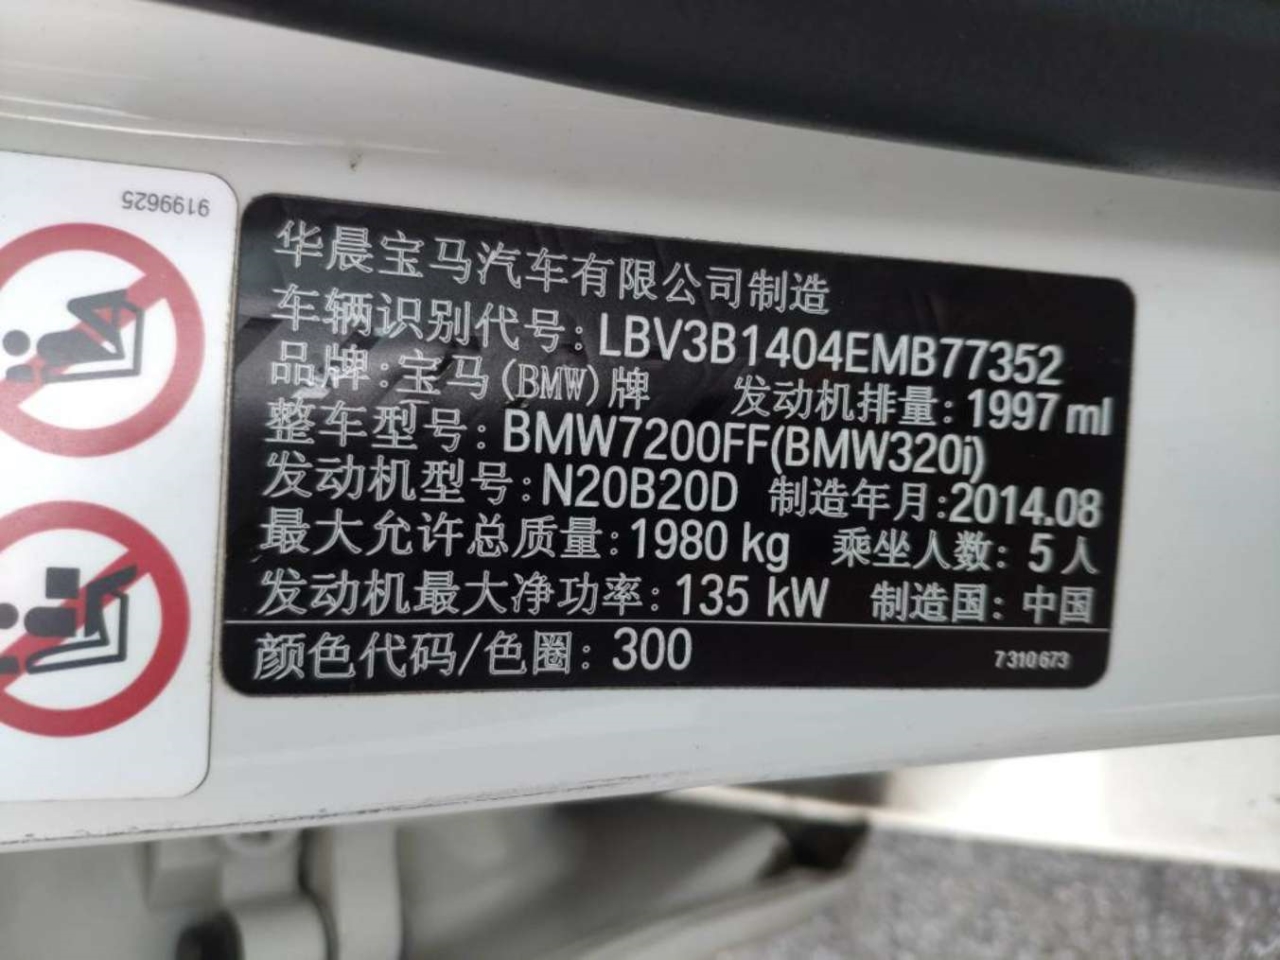 9199625
华晨宝马汽车有限公司制造
车辆识别代号: LBV3B1404EMB77352
品牌: 宝马(BMW)牌 发动机排量: 1997 ml
整车型号: BMW7200FF(BMW320i)
发动机型号: N20B20D 制造年月: 2014.08
最大允许总质量: 1980 kg 乘坐人数: 5人
发动机最大净功率: 135 kW 制造国: 中国
颜色代码/色圈: 300 7310673